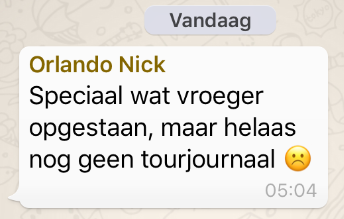 Vandaag
Orlando Nick
Speciaal wat vroeger
opgestaan, maar helaas
nog geen tourjournaal ☹️
05:04